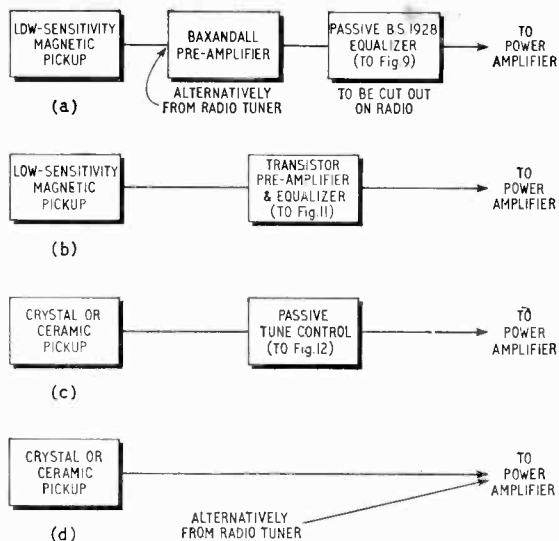 LOW-SENSITIVITY
MAGNETIC
PICKUP
BAXANDALL
PRE-AMPLIFIER
PASSIVE B.S. 1928
EQUALIZER
(TO Fig.9)
TO
POWER
AMPLIFIER
(a)
ALTERNATIVELY
FROM RADIO TUNER
TO BE CUT OUT
ON RADIO
LOW-SENSITIVITY
MAGNETIC
PICKUP
TRANSISTOR
PRE-AMPLIFIER
& EQUALIZER
(TO Fig.11)
TO
POWER
AMPLIFIER
(b)
CRYSTAL OR
CERAMIC
PICKUP
PASSIVE
TUNE CONTROL
(TO Fig.12)
TO
POWER
AMPLIFIER
(c)
CRYSTAL OR
CERAMIC
PICKUP
TO
POWER
AMPLIFIER
(d)
ALTERNATIVELY
FROM RADIO TUNER